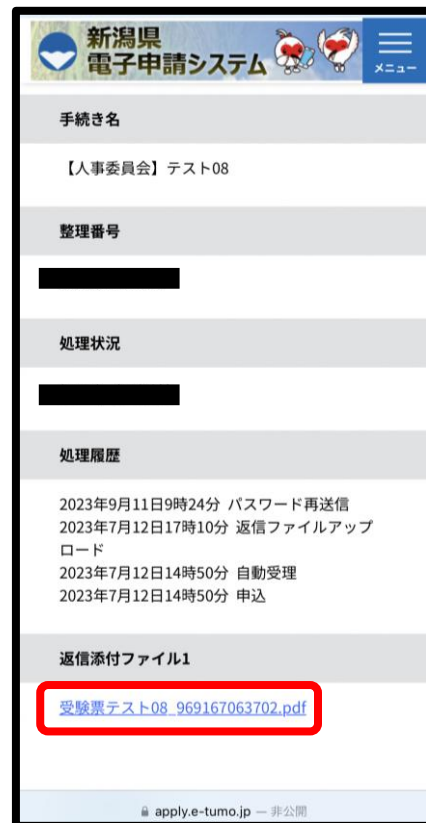 新潟県
電子申請システム
メニュー
手続き名
【人事委員会】テスト08
整理番号
処理状況
処理履歴
2023年9月11日9時24分 パスワード再送信
2023年7月12日17時10分 返信ファイルアップ
ロード
2023年7月12日14時50分 自動受理
2023年7月12日14時50分 申込
返信添付ファイル1
受験票テスト08_969167063702.pdf
apply.e-tumo.jp — 非公開